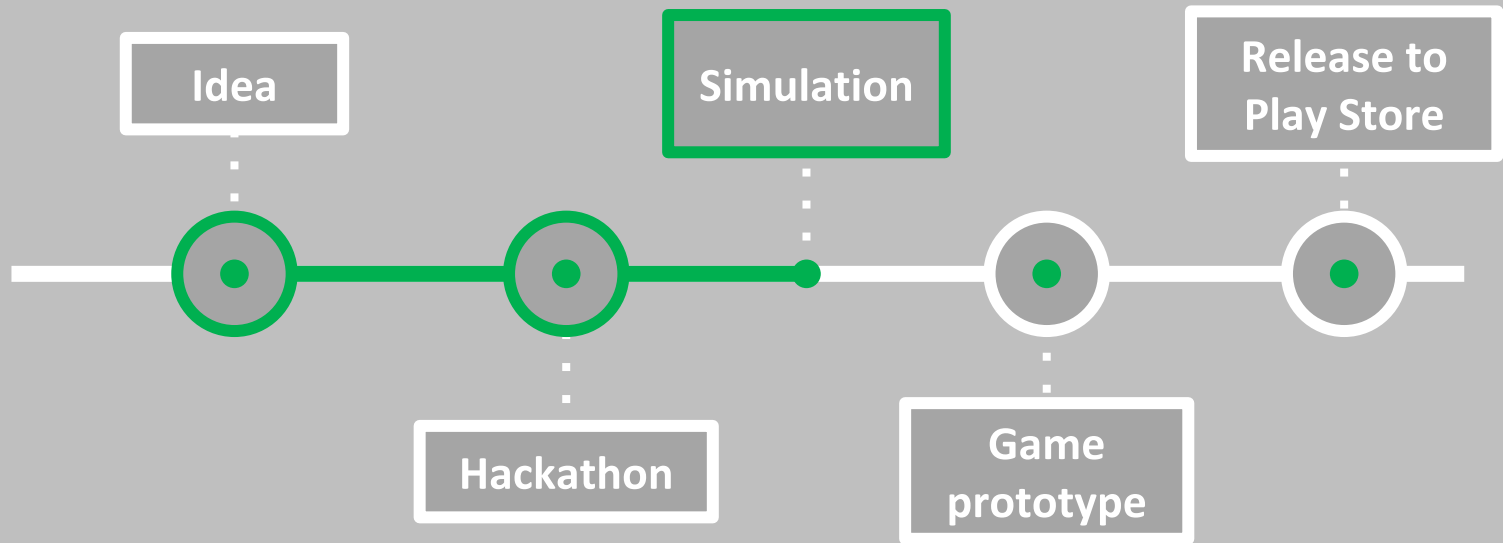 Idea
Hackathon
Simulation
Game
prototype
Release to
Play Store